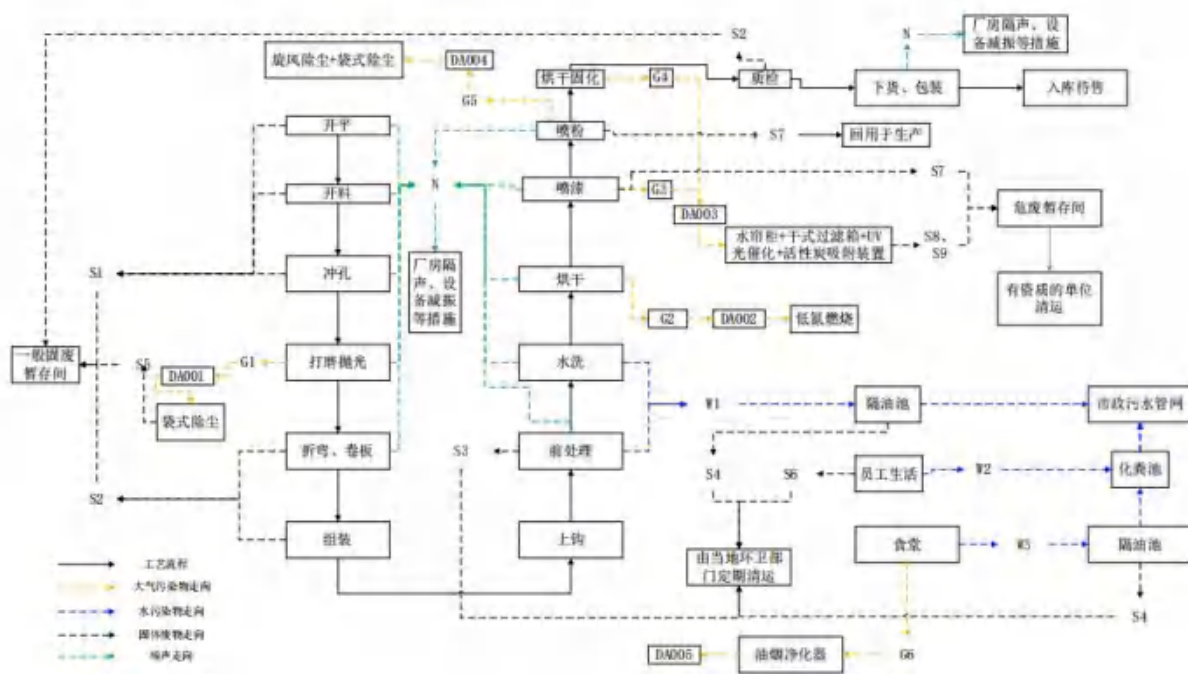 S2
N
厂房隔声、设
备减振等措施
旋风除尘+袋式除尘
DA004
烘干固化
G4
质检
下货、包装
入库待售
G5
开平
喷粉
S7
回用于生产
开料
N
喷漆
G3
S7
DA003
危废暂存间
水帘柜+干式过滤箱+UV
光催化+活性炭吸附装置
S8、
S9
S1
冲孔
厂房隔
声、设
备减振
等措施
烘干
有资质的单位
清运
G2
DA002
低氮燃烧
一般固废
暂存间
S5
DA001
G1
打磨抛光
水洗
袋式除尘
W1
隔油池
市政污水管网
折弯、卷板
S3
前处理
S4
S6
员工生活
W2
化粪池
S2
组装
上钩
由当地环卫部
门定期清运
食堂
W3
隔油池
工艺流程
大气污染物走向
水污染物走向
固体废物走向
噪声走向
S4
DA005
油烟净化器
G6